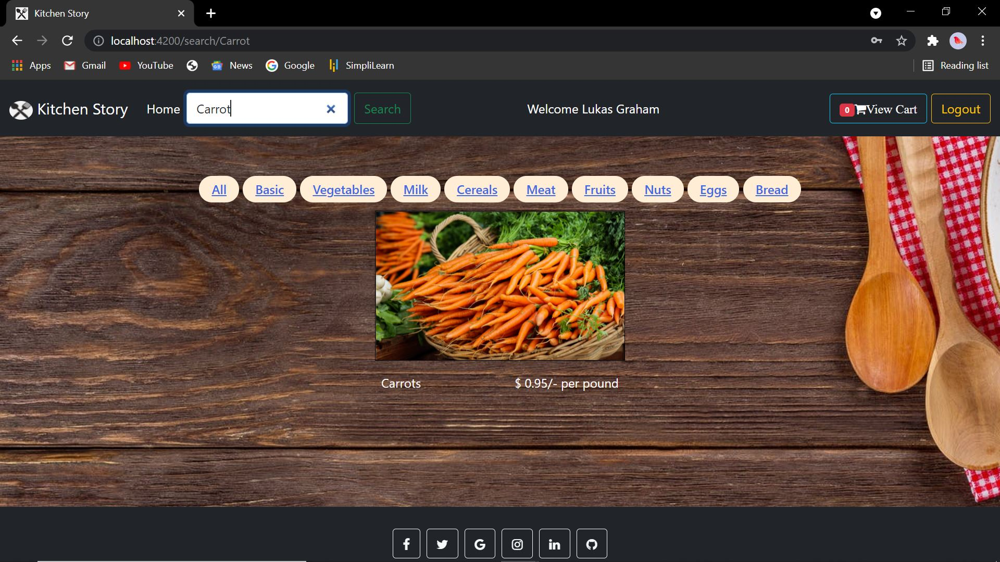 Kitchen Story
localhost:4200/search/Carrot
Apps Gmail YouTube News Google SimpliLearn Reading list
Kitchen Story Home Carrot Search Welcome Lukas Graham 0 View Cart Logout
All Basic Vegetables Milk Cereals Meat Fruits Nuts Eggs Bread
Carrots $ 0.95/- per pound